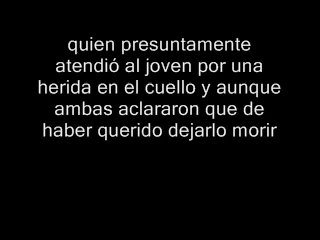 quien presuntamente
atendió al joven por una
herida en el cuello y aunque
ambas aclararon que de
haber querido dejarlo morir